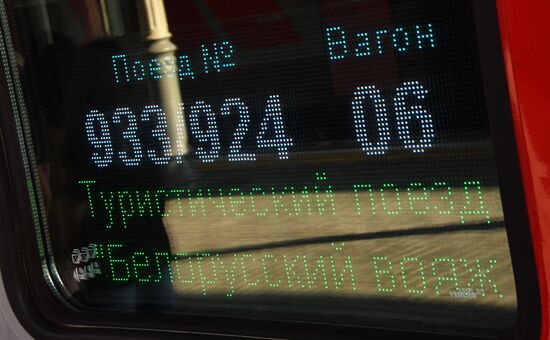 Поезд № Вагон
933/924 06
Туристический поезд
"Белорусский вояж